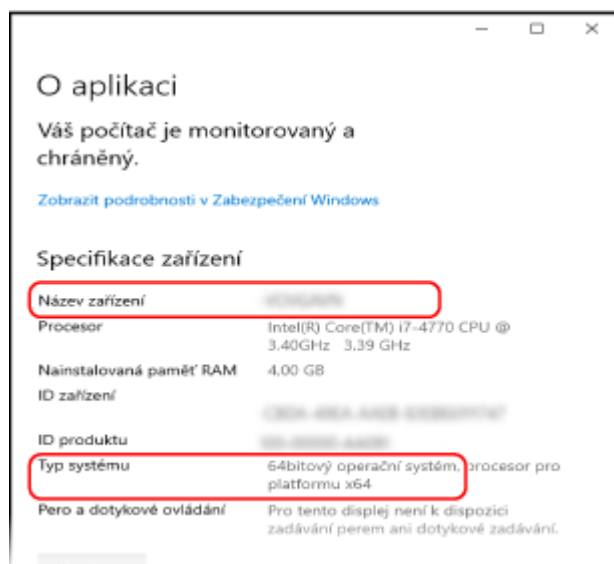 O aplikaci
Váš počítač je monitorovaný a
chráněný.
Zobrazit podrobnosti v Zabezpečení Windows
Specifikace zařízení
Název zařízení
Procesor Intel(R) Core(TM) i7-4770 CPU @
3.40GHz 3.39 GHz
Nainstalovaná paměť RAM 4,00 GB
ID zařízení
ID produktu
Typ systému 64bitový operační systém, procesor pro
platformu x64
Pero a dotykové ovládání Pro tento displej není k dispozici
zadávání perem ani dotykové zadávání.